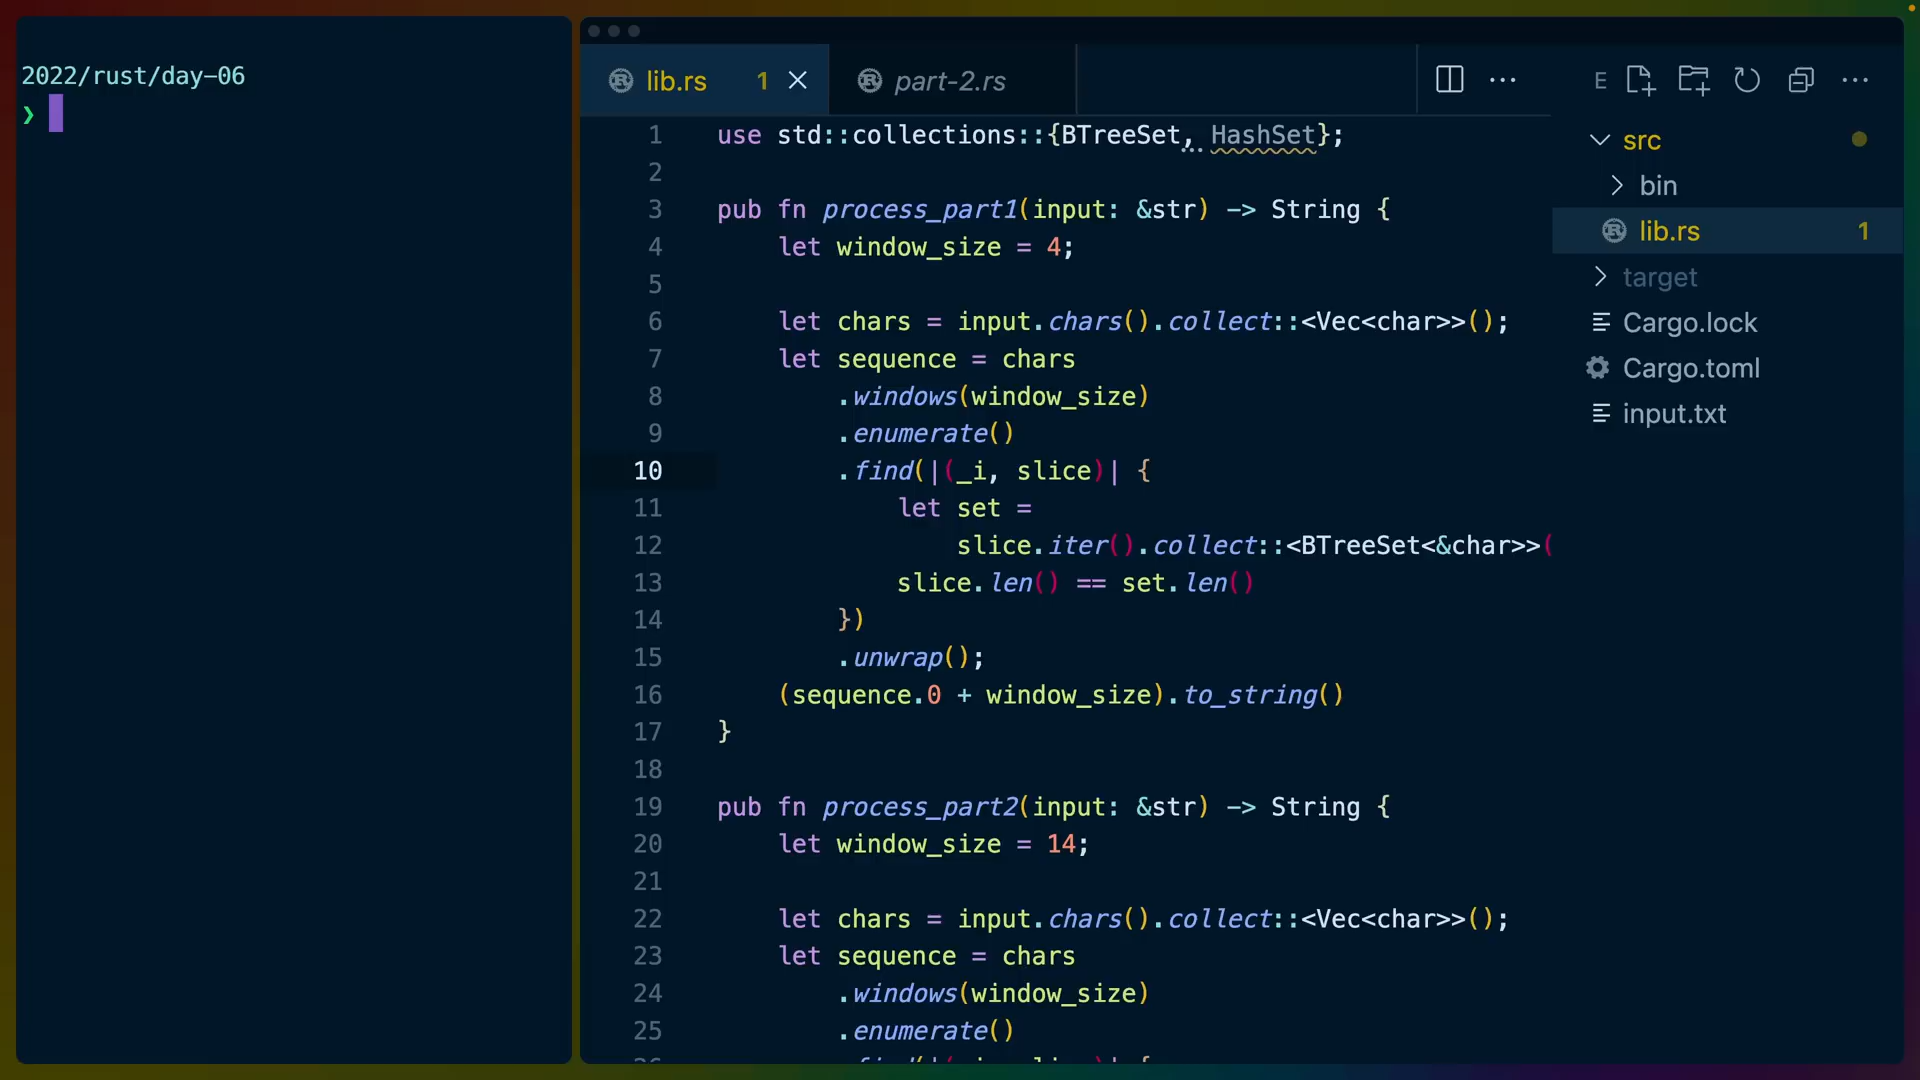 2022/rust/day-06
❯
lib.rs 1
part-2.rs
1 use std::collections::{BTreeSet, HashSet};
2
3 pub fn process_part1(input: &str) -> String {
4 let window_size = 4;
5
6 let chars = input.chars().collect::<Vec<char>>();
7 let sequence = chars
8 .windows(window_size)
9 .enumerate()
10 .find(|(_i, slice)| {
11 let set =
12 slice.iter().collect::<BTreeSet<&char>>(
13 slice.len() == set.len()
14 })
15 .unwrap();
16 (sequence.0 + window_size).to_string()
17 }
18
19 pub fn process_part2(input: &str) -> String {
20 let window_size = 14;
21
22 let chars = input.chars().collect::<Vec<char>>();
23 let sequence = chars
24 .windows(window_size)
25 .enumerate()
E
src
bin
lib.rs 1
target
Cargo.lock
Cargo.toml
input.txt